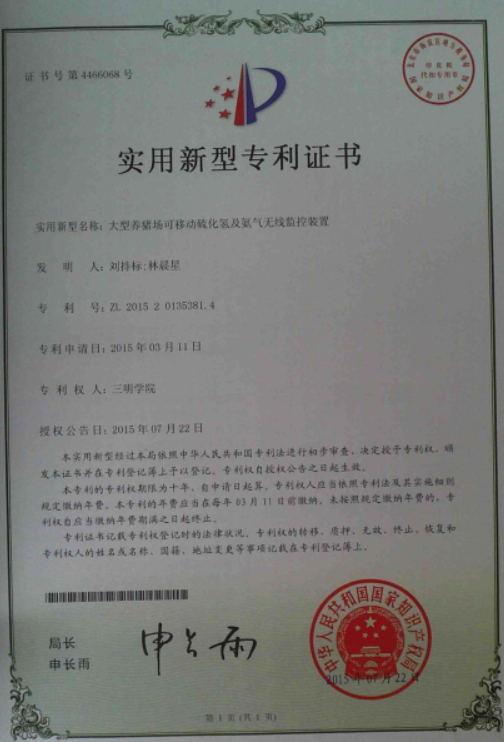 证书号第4466068号
印真机
代扣专用章
实用新型专利证书
实用新型名称：大型养猪场可移动硫化氢及氨气无线监控装置
发明人：刘持标;林晨星
专利号：ZL 2015 2 0135381.4
专利申请日：2015年03月11日
专利权人：三明学院
授权公告日：2015年07月22日
本实用新型经过本局依照中华人民共和国专利法进行初步审查，决定授予专利权，颁
发本证书并在专利登记簿上予以登记。专利权自授权公告之日起生效。
本专利的专利权期限为十年，自申请日起算。专利权人应当依照专利法及其实施细则
规定缴纳年费。本专利的年费应当在每年03月11日前缴纳。未按照规定缴纳年费的，专
利权自应当缴纳年费期满之日起终止。
专利证书记载专利权登记时的法律状况。专利权的转移、质押、无效、终止、恢复和
专利权人的姓名或名称、国籍、地址变更等事项记载在专利登记簿上。
局长
申长雨
申长雨
中华人民共和国国家知识产权局
2015年07月22日
第1页(共1页)